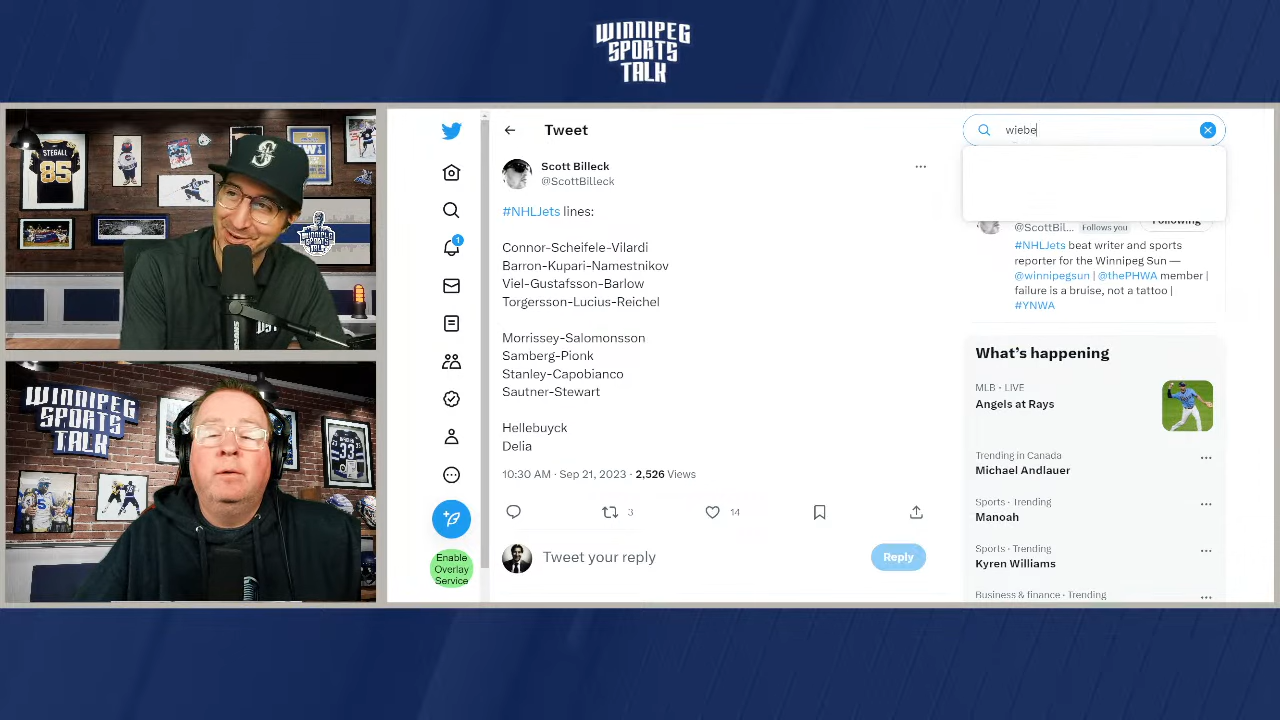 WINNIPEG
SPORTS
TALK
STEGALL
85
WINNIPEG
SPORTS
TALK
33
Tweet
Scott Billeck
@ScottBilleck
#NHLJets lines:
Connor-Scheifele-Vilardi
Barron-Kupari-Namestnikov
Viel-Gustafsson-Barlow
Torgersson-Lucius-Reichel
Morrissey-Salomonsson
Samberg-Pionk
Stanley-Capobianco
Sautner-Stewart
Hellebuyck
Delia
10:30 AM · Sep 21, 2023 · 2,526 Views
3
14
Tweet your reply
Reply
1
Enable
Overlay
Service
wiebe
@ScottBil... Follows you
Following
#NHLJets beat writer and sports
reporter for the Winnipeg Sun —
@winnipegsun | @thePHWA member |
failure is a bruise, not a tattoo |
#YNWA
What's happening
MLB · LIVE
Angels at Rays
Trending in Canada
Michael Andlauer
Sports · Trending
Manoah
Sports · Trending
Kyren Williams
Business & finance · Trending